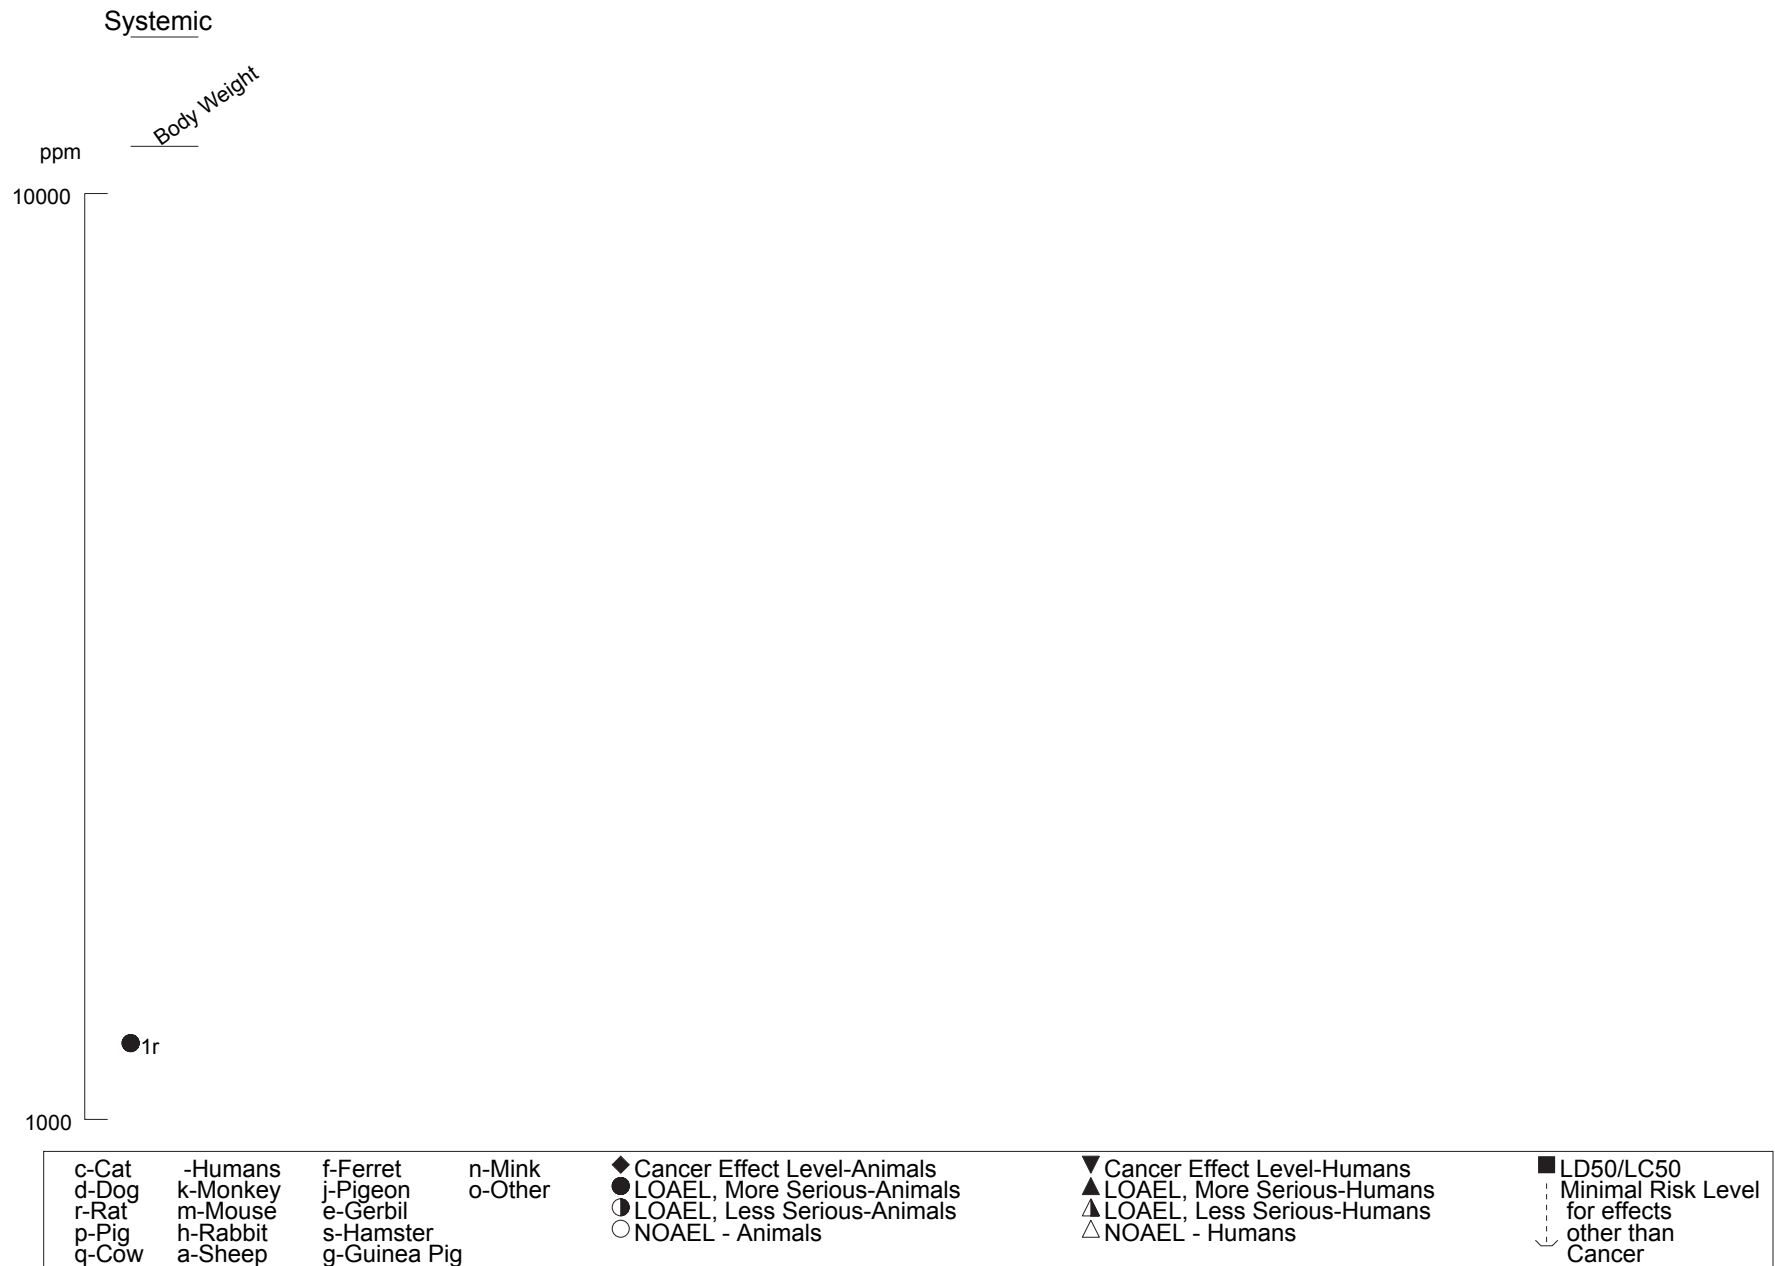 Systemic
Body Weight
ppm
10000
1r
1000
c-Cat -Humans f-Ferret n-Mink ◆ Cancer Effect Level-Animals ▼ Cancer Effect Level-Humans ■ LD50/LC50
d-Dog k-Monkey j-Pigeon o-Other ● LOAEL, More Serious-Animals ▲ LOAEL, More Serious-Humans Minimal Risk Level
r-Rat m-Mouse e-Gerbil ◑ LOAEL, Less Serious-Animals ◮ LOAEL, Less Serious-Humans for effects
p-Pig h-Rabbit s-Hamster ○ NOAEL - Animals △ NOAEL - Humans other than
q-Cow a-Sheep g-Guinea Pig Cancer